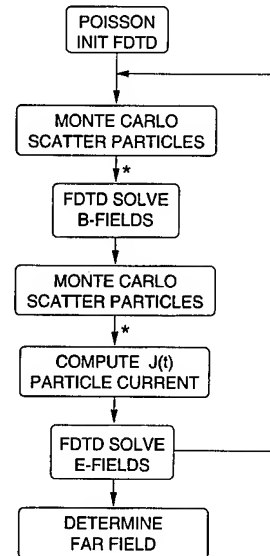 POISSON
INIT FDTD
MONTE CARLO
SCATTER PARTICLES
*
FDTD SOLVE
B-FIELDS
MONTE CARLO
SCATTER PARTICLES
*
COMPUTE J(t)
PARTICLE CURRENT
FDTD SOLVE
E-FIELDS
DETERMINE
FAR FIELD